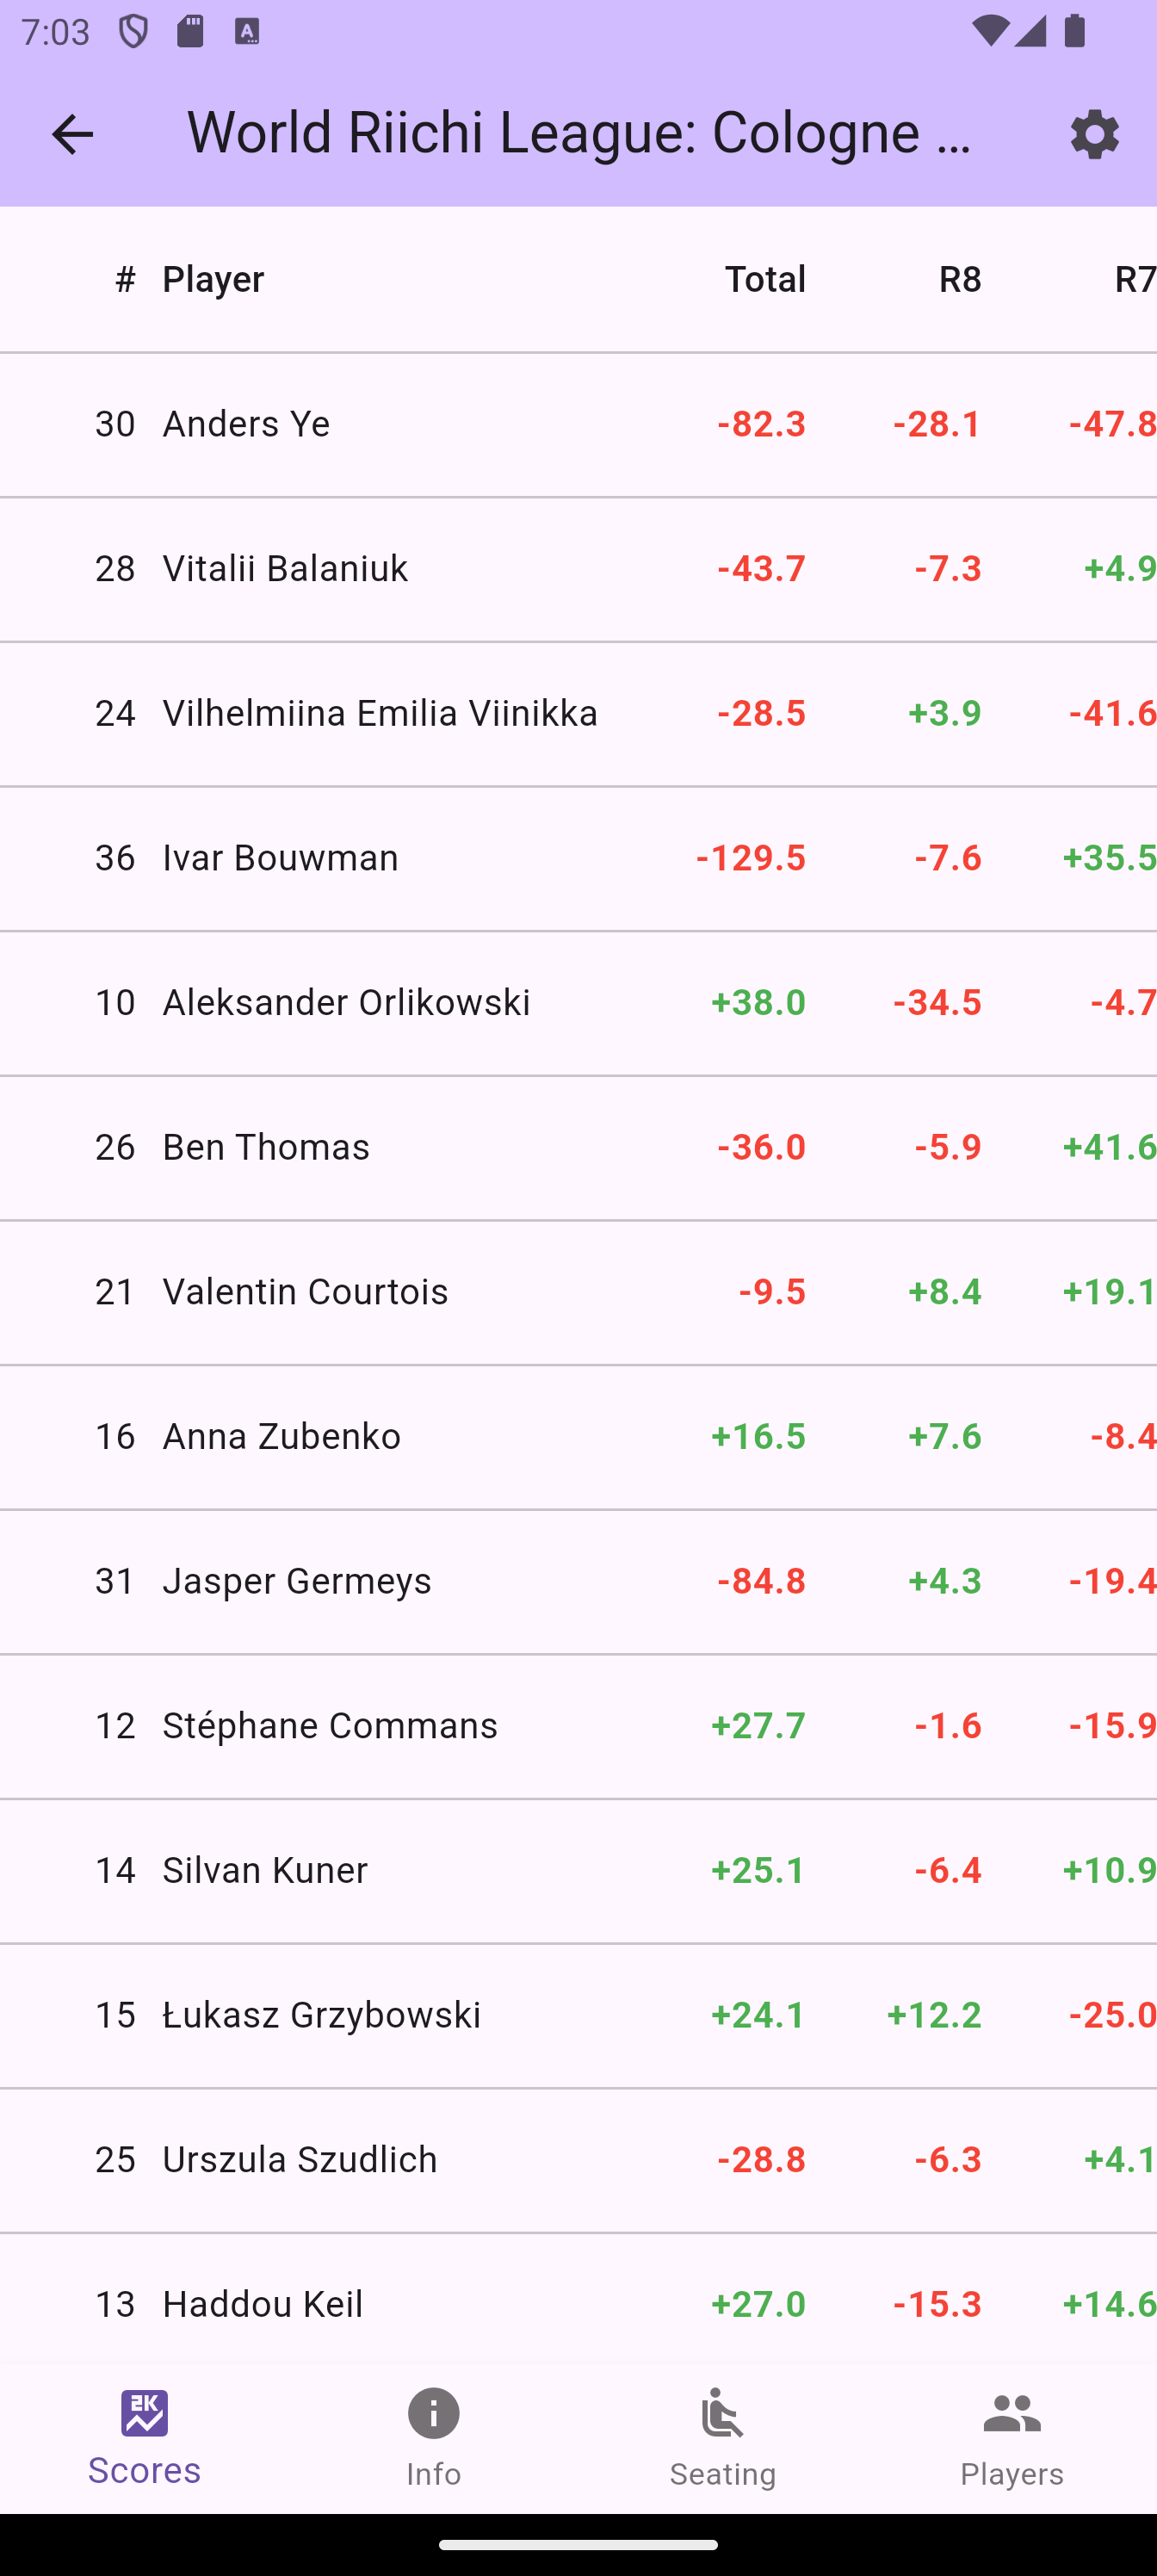 7:03
World Riichi League: Cologne ...
# Player Total R8 R7
30 Anders Ye -82.3 -28.1 -47.8
28 Vitalii Balaniuk -43.7 -7.3 +4.9
24 Vilhelmiina Emilia Viinikka -28.5 +3.9 -41.6
36 Ivar Bouwman -129.5 -7.6 +35.5
10 Aleksander Orlikowski +38.0 -34.5 -4.7
26 Ben Thomas -36.0 -5.9 +41.6
21 Valentin Courtois -9.5 +8.4 +19.1
16 Anna Zubenko +16.5 +7.6 -8.4
31 Jasper Germeys -84.8 +4.3 -19.4
12 Stéphane Commans +27.7 -1.6 -15.9
14 Silvan Kuner +25.1 -6.4 +10.9
15 Łukasz Grzybowski +24.1 +12.2 -25.0
25 Urszula Szudlich -28.8 -6.3 +4.1
13 Haddou Keil +27.0 -15.3 +14.6
Scores Info Seating Players